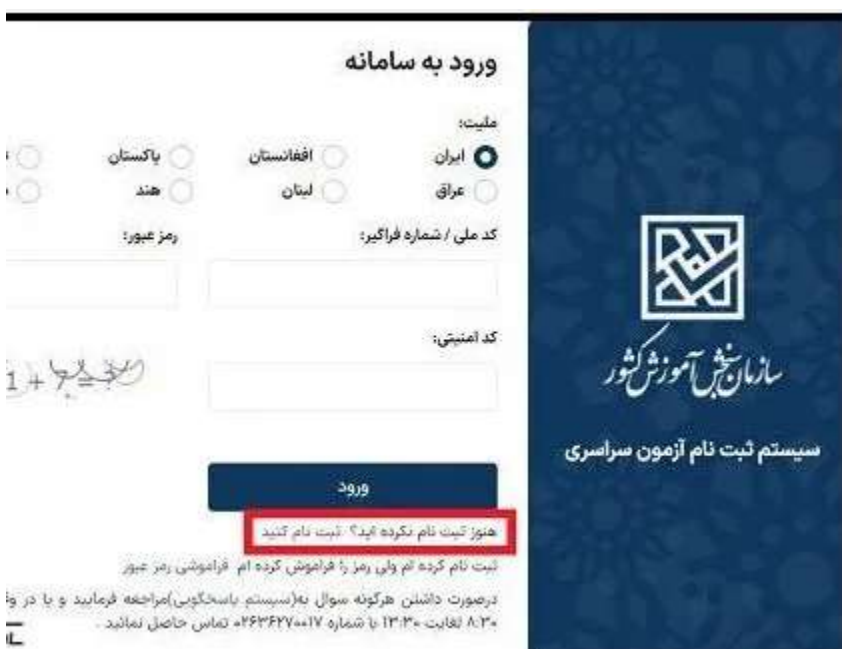 ورود به سامانه
ملیت:
ایران افغانستان پاکستان
عراق لبنان هند
کد ملی / شماره فراگیر: رمز عبور:
کد امنیتی:
ورود
هنوز ثبت نام نکرده اید؟ ثبت نام کنید
ثبت نام کرده ام ولی رمز را فراموش کرده ام فراموشی رمز عبور
درصورت داشتن هرگونه سوال به(سیستم پاسخگویی)مراجعه فرمایید و یا در
۸:۳۰ لغایت ۱۳:۳۰ با شماره ۰۲۶۳۶۲۷۰۰۱۷ تماس حاصل نمائید .
سازمان سنجش آموزش کشور
سیستم ثبت نام آزمون سراسری